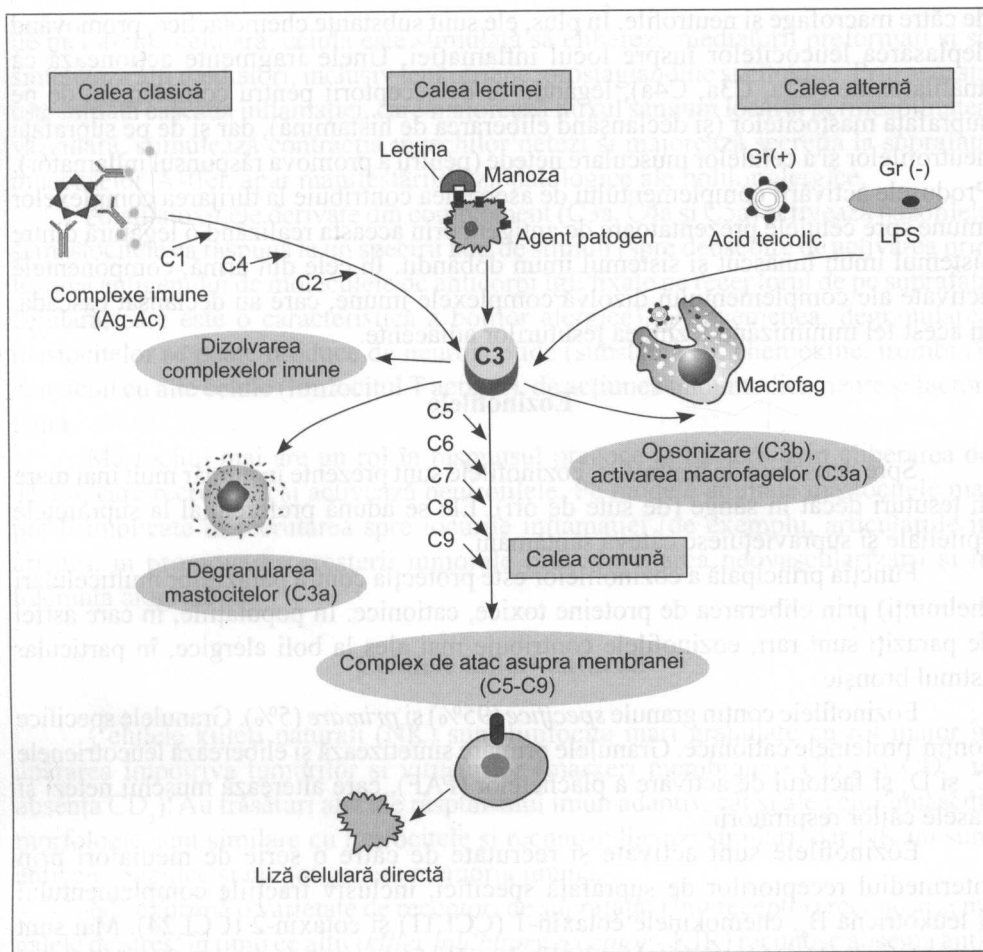 Calea clasică
Calea lectinei
Calea alternă
Lectina
Manoza
Agent patogen
Gr(+)
Gr (-)
Acid teicolic
LPS
C1
C4
C2
Complexe imune
(Ag-Ac)
Dizolvarea
complexelor imune
C3
Macrofag
C5
C6
C7
C8
C9
Opsonizare (C3b),
activarea macrofagelor (C3a)
Calea comună
Degranularea
mastocitelor (C3a)
Complex de atac asupra membranei
(C5-C9)
Liză celulară directă